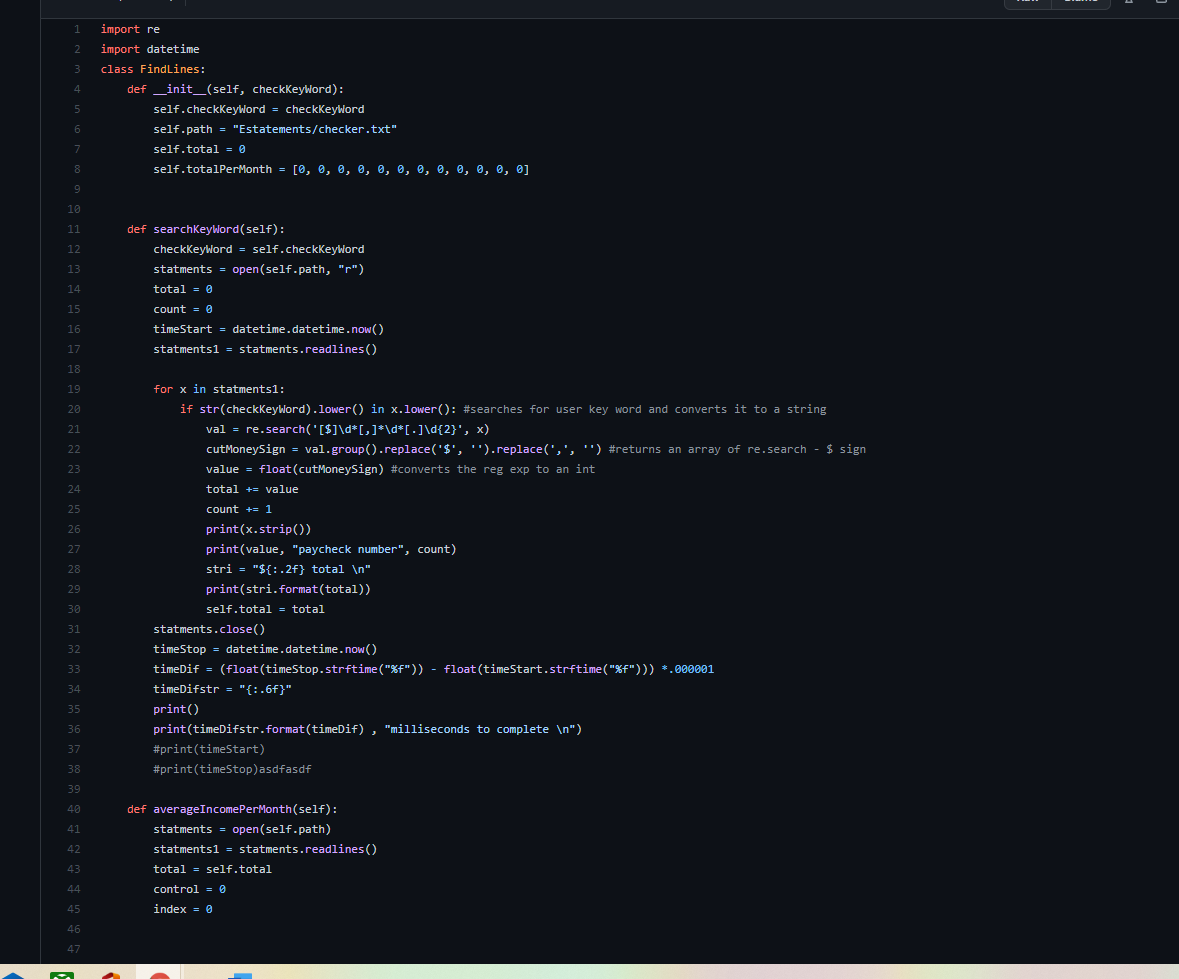 1 import re
2 import datetime
3 class FindLines:
4     def __init__(self, checkKeyWord):
5         self.checkKeyWord = checkKeyWord
6         self.path = "Estatements/checker.txt"
7         self.total = 0
8         self.totalPerMonth = [0, 0, 0, 0, 0, 0, 0, 0, 0, 0, 0, 0]
9
10
11     def searchKeyWord(self):
12         checkKeyWord = self.checkKeyWord
13         statments = open(self.path, "r")
14         total = 0
15         count = 0
16         timeStart = datetime.datetime.now()
17         statments1 = statments.readlines()
18
19         for x in statments1:
20             if str(checkKeyWord).lower() in x.lower(): #searches for user key word and converts it to a string
21                 val = re.search('[$]\d*[,]*\d*[.]\d{2}', x)
22                 cutMoneySign = val.group().replace('$', '').replace(',', '') #returns an array of re.search - $ sign
23                 value = float(cutMoneySign) #converts the reg exp to an int
24                 total += value
25                 count += 1
26                 print(x.strip())
27                 print(value, "paycheck number", count)
28                 stri = "${:.2f} total \n"
29                 print(stri.format(total))
30                 self.total = total
31         statments.close()
32         timeStop = datetime.datetime.now()
33         timeDif = (float(timeStop.strftime("%f")) - float(timeStart.strftime("%f"))) *.000001
34         timeDifstr = "{:.6f}"
35         print()
36         print(timeDifstr.format(timeDif) , "milliseconds to complete \n")
37         #print(timeStart)
38         #print(timeStop)asdfasdf
39
40     def averageIncomePerMonth(self):
41         statments = open(self.path)
42         statments1 = statments.readlines()
43         total = self.total
44         control = 0
45         index = 0
46
47